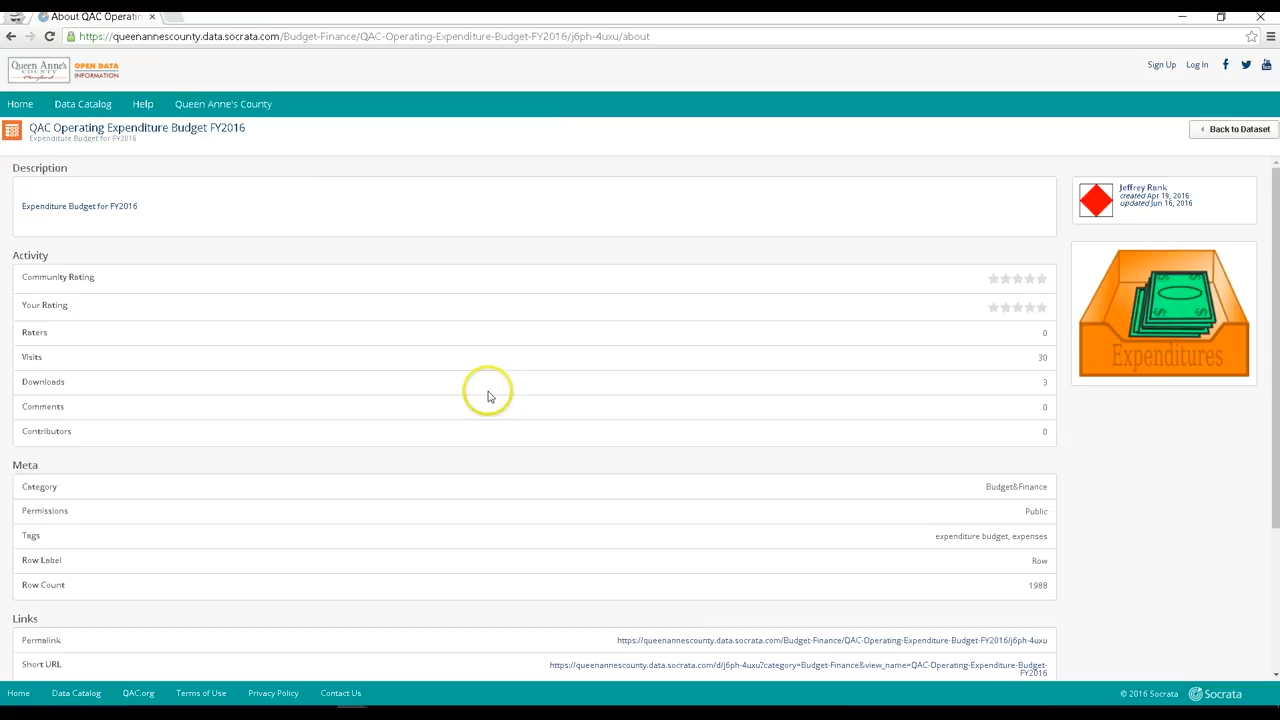 About QAC Operatin
https://queenannescounty.data.socrata.com/Budget-Finance/QAC-Operating-Expenditure-Budget-FY2016/j6ph-4uxu/about
Queen Anne's
COUNTY
Maryland
OPEN DATA
INFORMATION
Sign Up Log In
Home Data Catalog Help Queen Anne's County
QAC Operating Expenditure Budget FY2016
Expenditure Budget for FY2016
Back to Dataset
Description
Expenditure Budget for FY2016
Jeffrey Rank
created Apr 19, 2016
updated Jun 16, 2016
Expenditures
Activity
Community Rating
Your Rating
Raters 0
Visits 30
Downloads 3
Comments 0
Contributors 0
Meta
Category Budget&Finance
Permissions Public
Tags expenditure budget, expenses
Row Label Row
Row Count 1988
Links
Permalink https://queenannescounty.data.socrata.com/Budget-Finance/QAC-Operating-Expenditure-Budget-FY2016/j6ph-4uxu
Short URL https://queenannescounty.data.socrata.com/d/j6ph-4uxu?category=Budget-Finance&view_name=QAC-Operating-Expenditure-Budget-
FY2016
Home Data Catalog QAC.org Terms of Use Privacy Policy Contact Us © 2016 Socrata Socrata